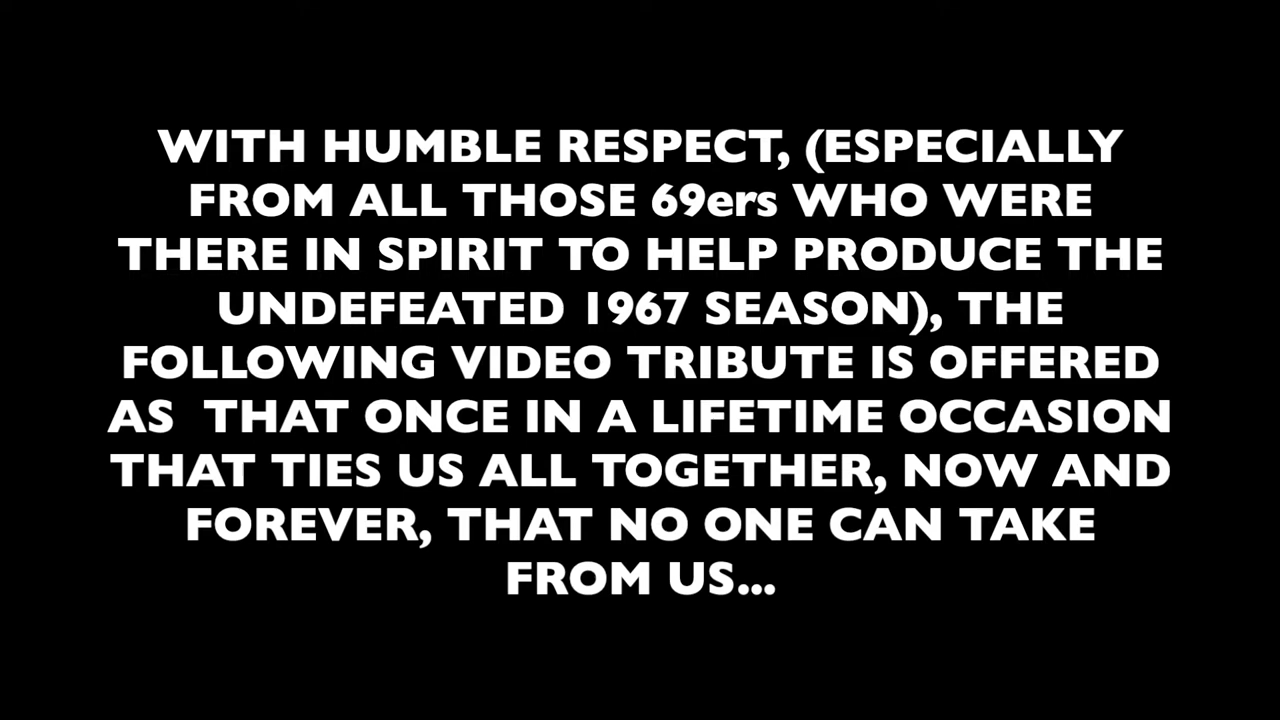 WITH HUMBLE RESPECT, (ESPECIALLY
FROM ALL THOSE 69ers WHO WERE
THERE IN SPIRIT TO HELP PRODUCE THE
UNDEFEATED 1967 SEASON), THE
FOLLOWING VIDEO TRIBUTE IS OFFERED
AS  THAT ONCE IN A LIFETIME OCCASION
THAT TIES US ALL TOGETHER, NOW AND
FOREVER, THAT NO ONE CAN TAKE
FROM US...